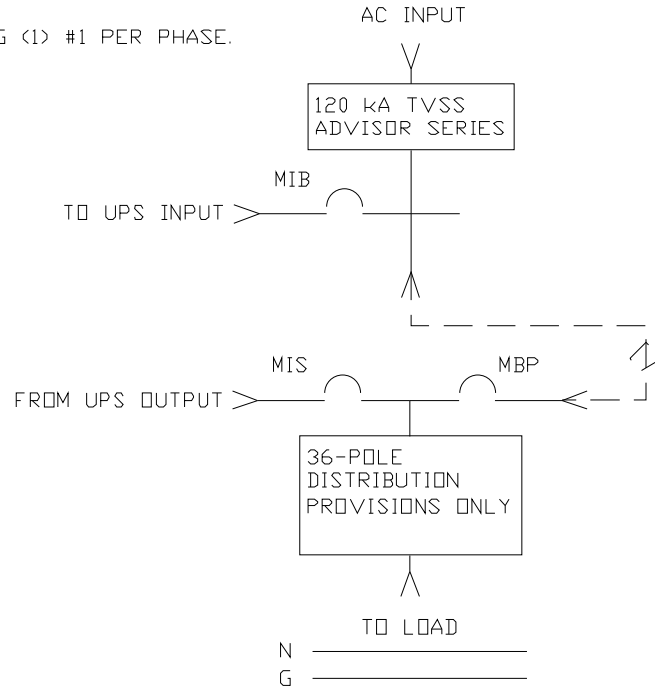 AC INPUT
(1) #1 PER PHASE.
120 kA TVSS
ADVISOR SERIES
MIB
TO UPS INPUT
MIS
MBP
FROM UPS OUTPUT
36-POLE
DISTRIBUTION
PROVISIONS ONLY
TO LOAD
N
G